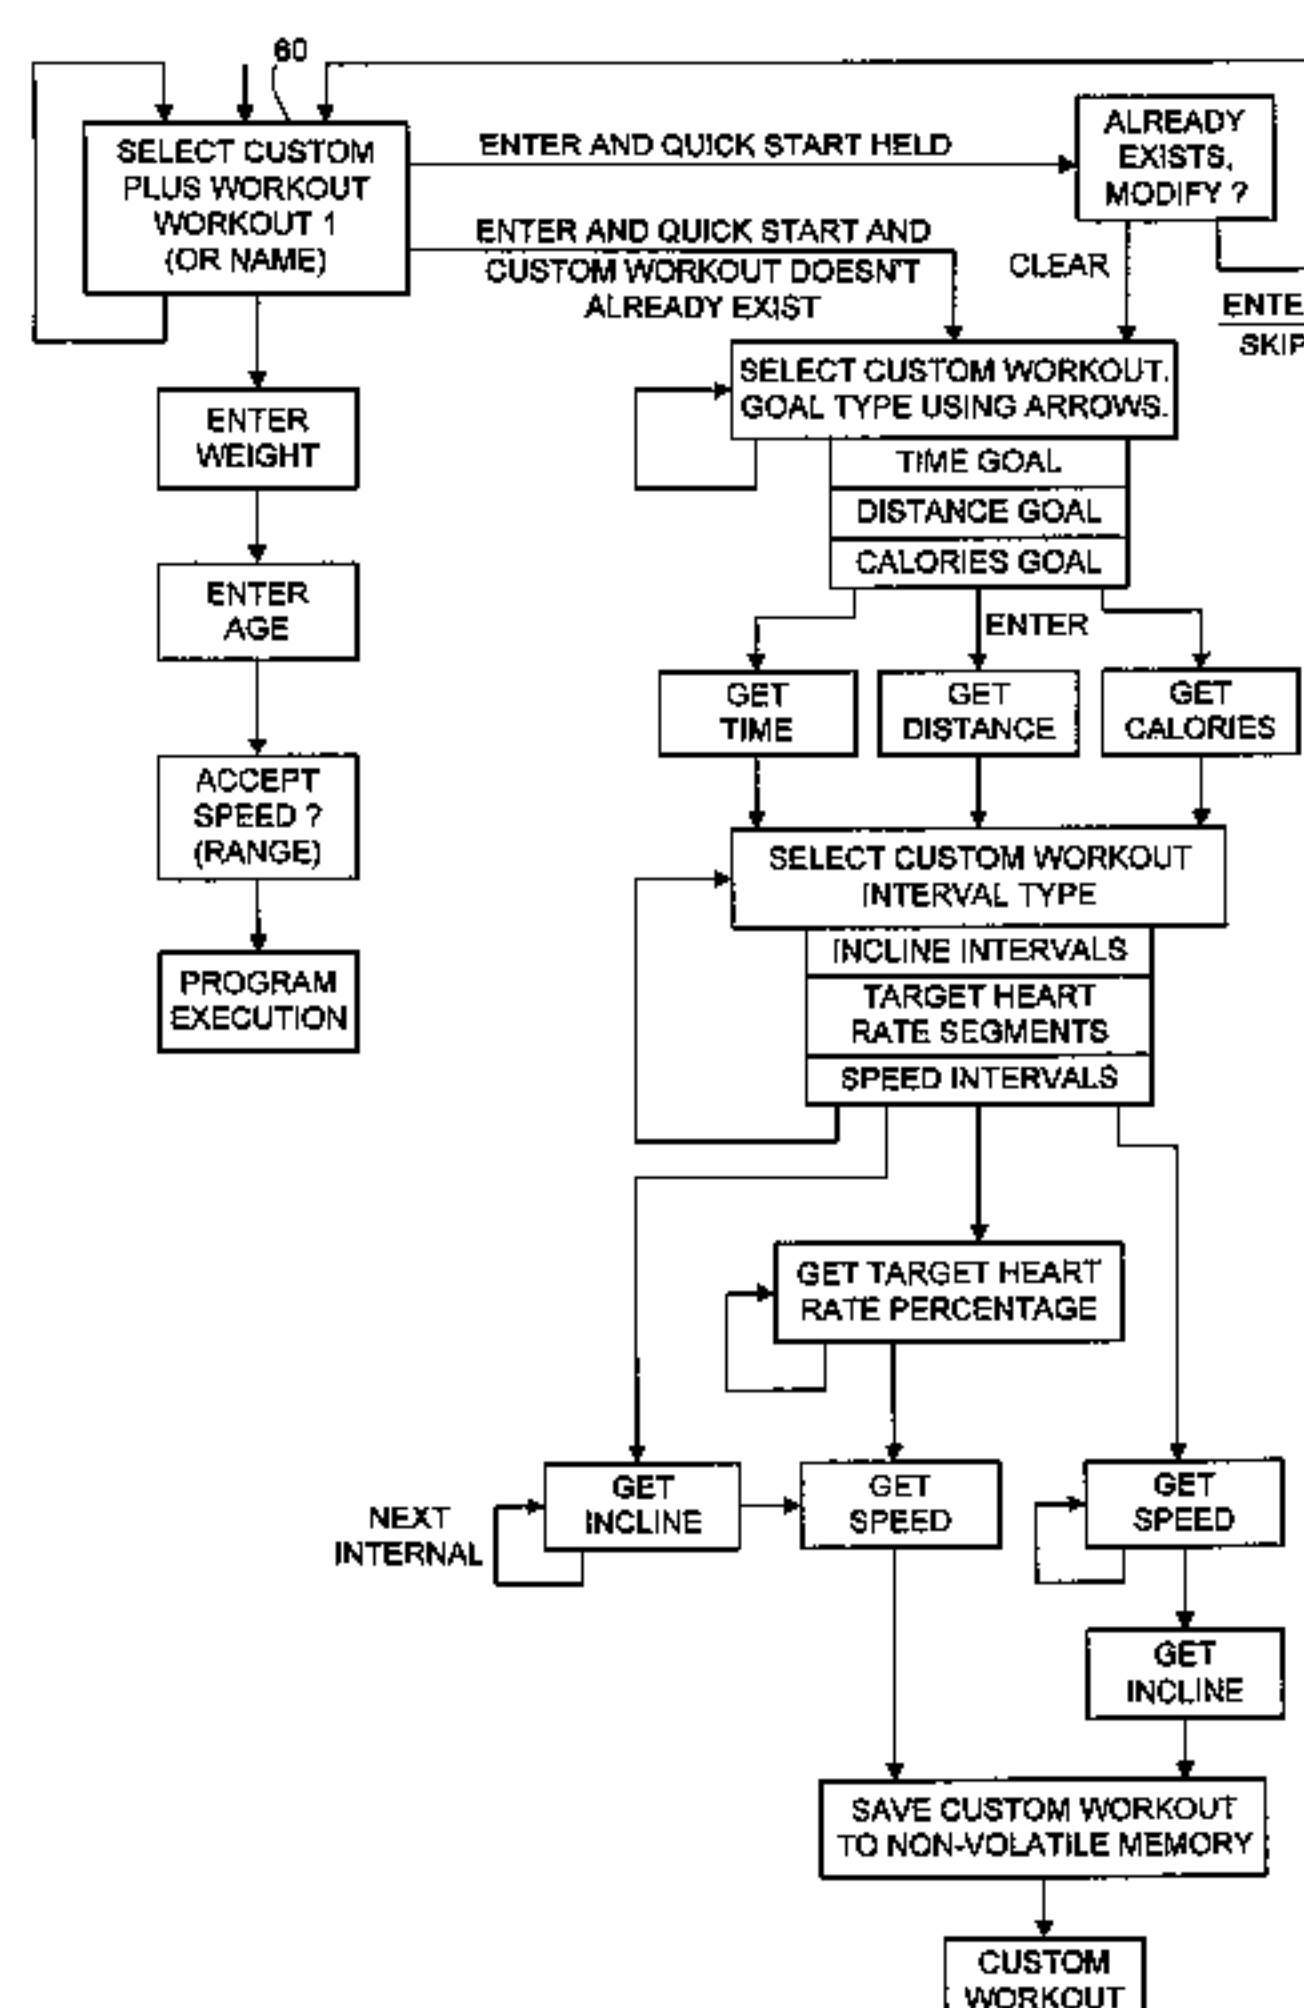 60
SELECT CUSTOM
PLUS WORKOUT
WORKOUT 1
(OR NAME)
ENTER AND QUICK START HELD
ALREADY
EXISTS,
MODIFY ?
ENTER AND QUICK START AND
CUSTOM WORKOUT DOESN'T
ALREADY EXIST
CLEAR
ENTE
SKIP
SELECT CUSTOM WORKOUT.
GOAL TYPE USING ARROWS.
TIME GOAL
DISTANCE GOAL
CALORIES GOAL
ENTER
WEIGHT
ENTER
AGE
ENTER
GET
TIME
GET
DISTANCE
GET
CALORIES
ACCEPT
SPEED ?
(RANGE)
SELECT CUSTOM WORKOUT
INTERVAL TYPE
INCLINE INTERVALS
TARGET HEART
RATE SEGMENTS
SPEED INTERVALS
PROGRAM
EXECUTION
GET TARGET HEART
RATE PERCENTAGE
NEXT
INTERNAL
GET
INCLINE
GET
SPEED
GET
SPEED
GET
INCLINE
SAVE CUSTOM WORKOUT
TO NON-VOLATILE MEMORY
CUSTOM
WORKOUT